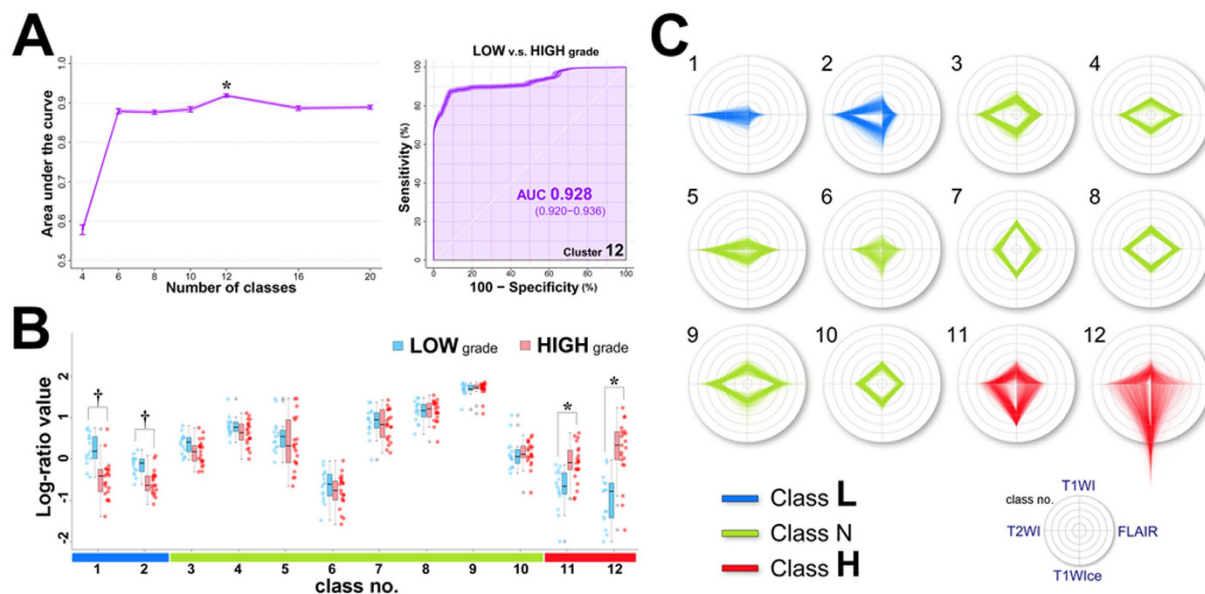 A
1.0
0.9
0.8
0.7
0.6
0.5
Area under the curve
*
4
6
8
10
12
16
20
Number of classes
LOW v.s. HIGH grade
100
80
60
40
20
0
Sensitivity (%)
AUC 0.928
(0.920−0.936)
Cluster 12
0
20
40
60
80
100
100 − Specificity (%)
B
LOW grade
HIGH grade
2
1
0
-1
-2
Log-ratio value
†
†
*
*
1
2
3
4
5
6
7
8
9
10
11
12
class no.
C
1
2
3
4
5
6
7
8
9
10
11
12
Class L
Class N
Class H
class no.
T1WI
T2WI
FLAIR
T1WIce